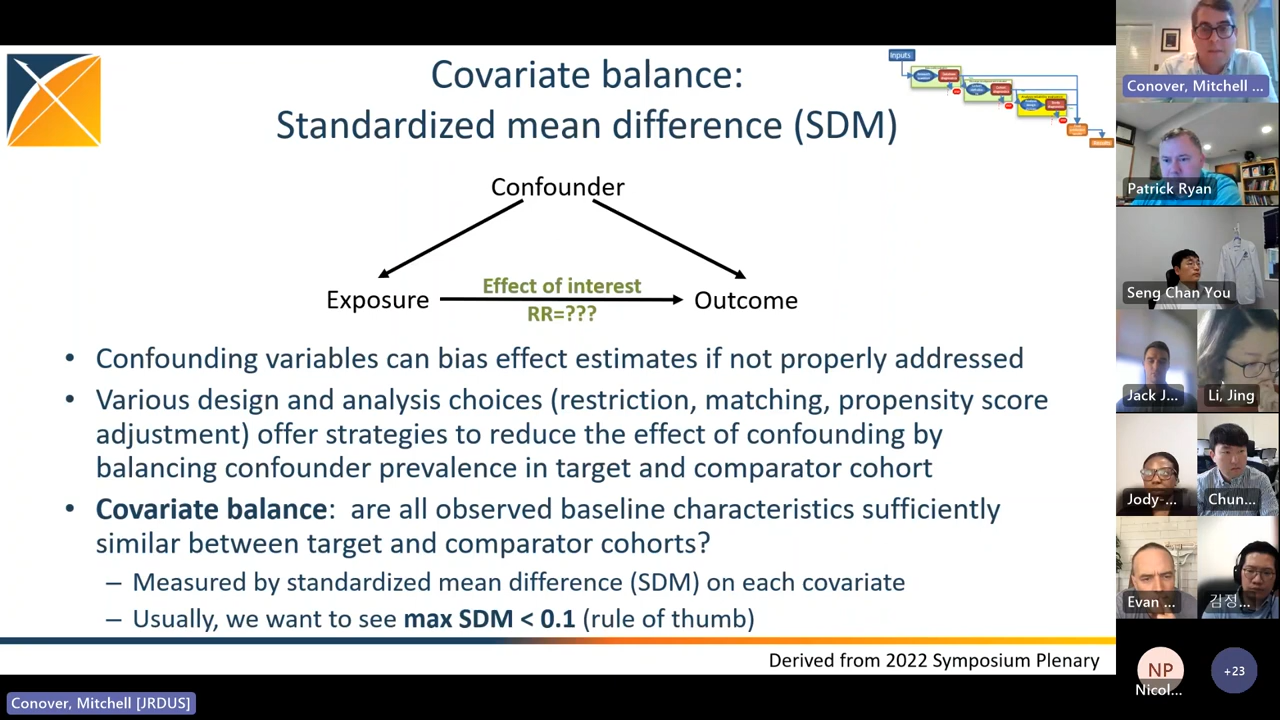 Covariate balance:
Standardized mean difference (SDM)
Inputs
Confounder
Effect of interest
Exposure
Outcome
RR=???
• Confounding variables can bias effect estimates if not properly addressed
• Various design and analysis choices (restriction, matching, propensity score
adjustment) offer strategies to reduce the effect of confounding by
balancing confounder prevalence in target and comparator cohort
• Covariate balance: are all observed baseline characteristics sufficiently
similar between target and comparator cohorts?
– Measured by standardized mean difference (SDM) on each covariate
– Usually, we want to see max SDM < 0.1 (rule of thumb)
Derived from 2022 Symposium Plenary
Conover, Mitchell [JRDUS]
Conover, Mitchell ...
Patrick Ryan
Seng Chan You
Jack J...
Li, Jing
Jody-...
Chun...
Evan ...
김정...
NP
Nicol...
+23